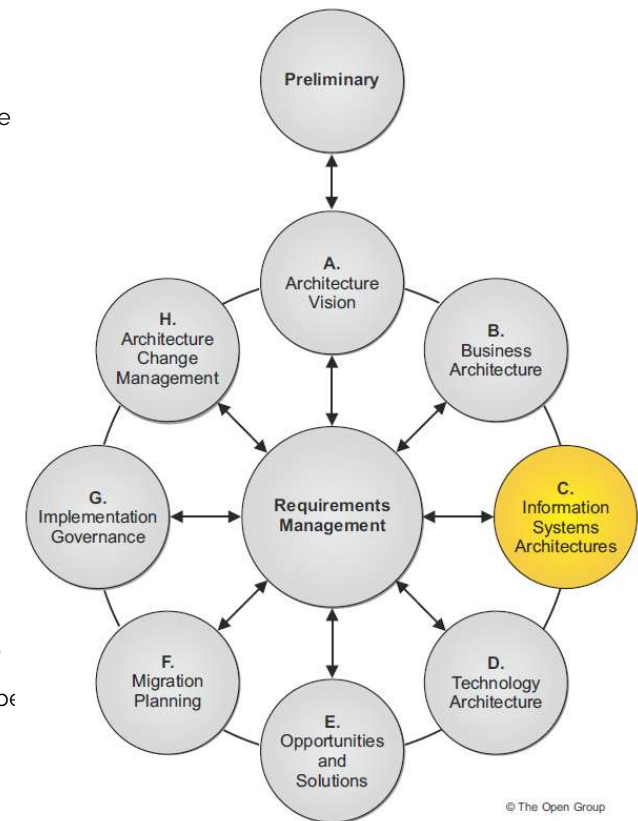 Preliminary
e
A.
Architecture
Vision
H.
Architecture
Change
Management
B.
Business
Architecture
G.
Implementation
Governance
Requirements
Management
C.
Information
Systems
Architectures
F.
Migration
Planning
D.
Technology
Architecture
E.
Opportunities
and
Solutions
© The Open Group